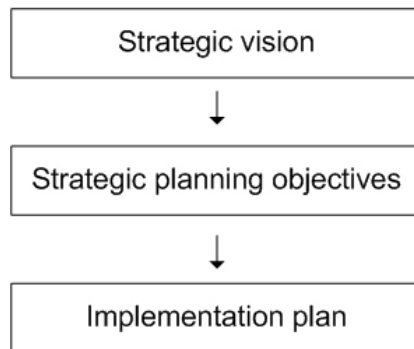 Strategic vision
Strategic planning objectives
Implementation plan